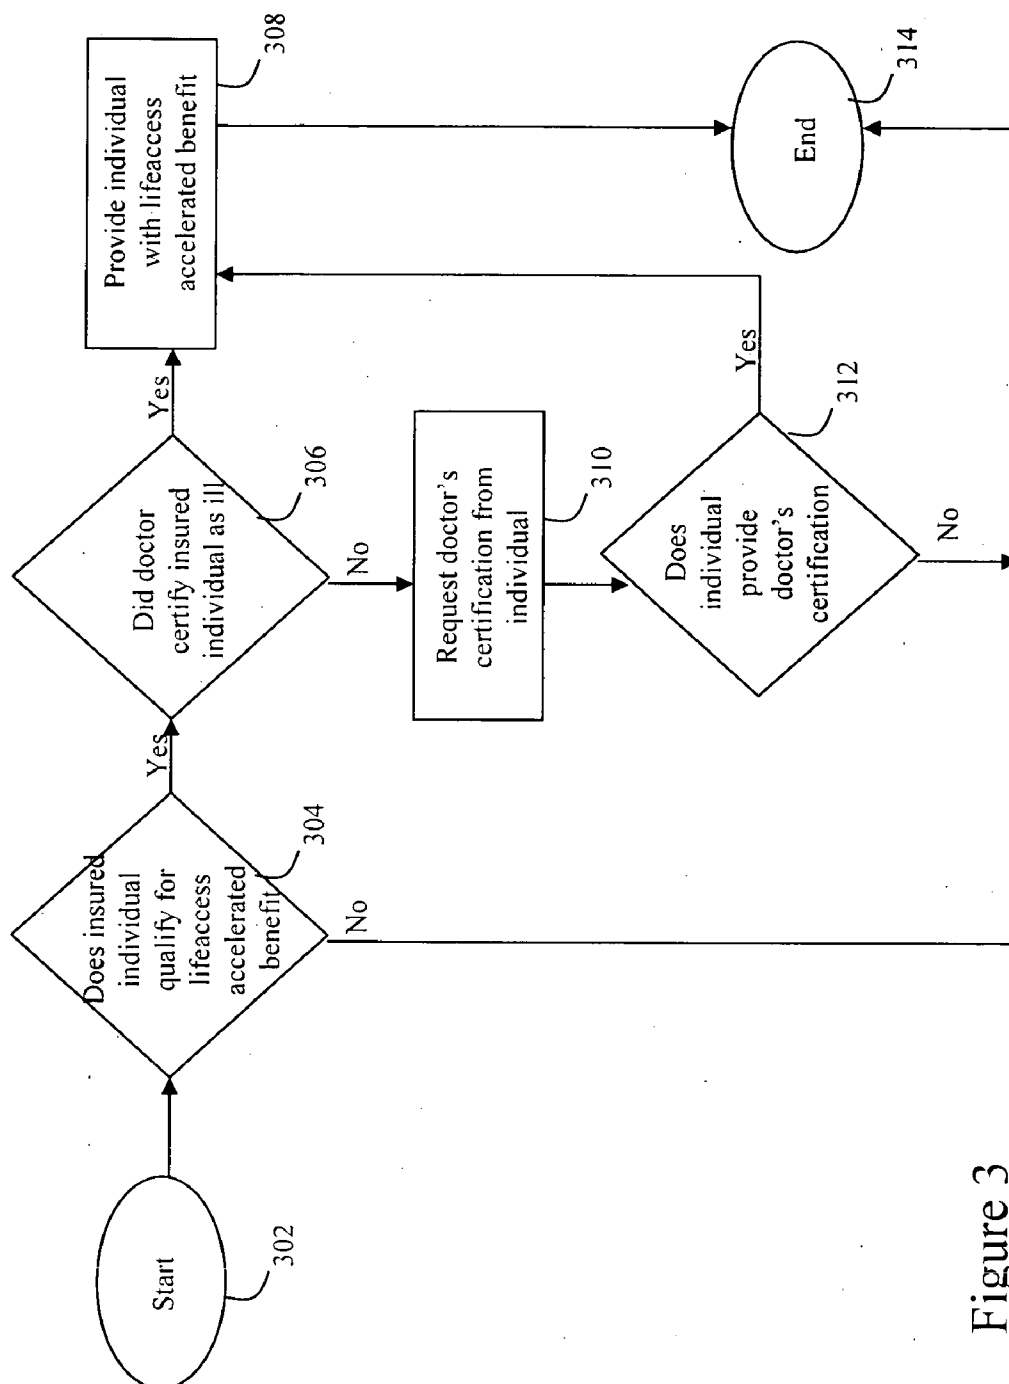 Start
302
Does insured
individual
qualify for
lifeaccess
accelerated
benefit
304
Yes
No
Did doctor
certify insured
individual as ill
306
Yes
No
Provide individual
with lifeaccess
accelerated benefit
308
Request doctor's
certification from
individual
310
Does
individual
provide
doctor's
certification
312
Yes
No
End
314
Figure 3